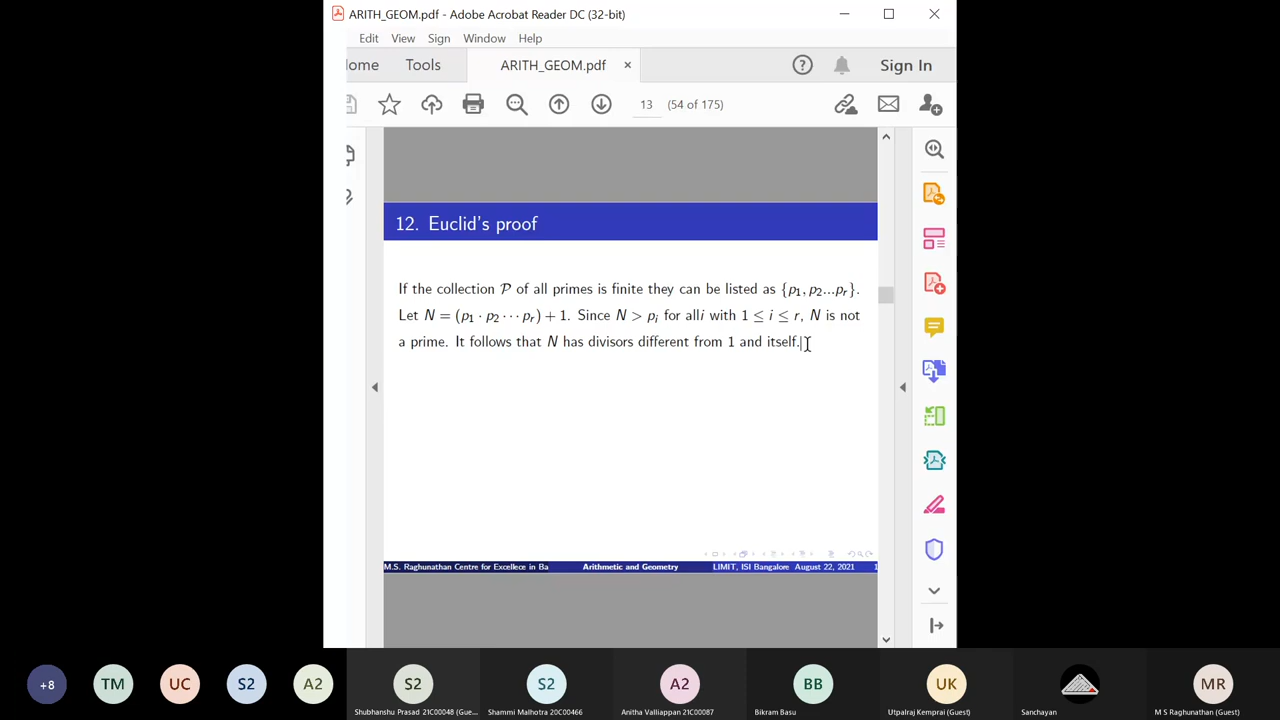 ARITH_GEOM.pdf - Adobe Acrobat Reader DC (32-bit)
Edit View Sign Window Help
ome Tools ARITH_GEOM.pdf × Sign In
13 (54 of 175)
12. Euclid's proof
If the collection 𝒫 of all primes is finite they can be listed as {p₁, p₂...pᵣ}.
Let N = (p₁ · p₂ ··· pᵣ) + 1. Since N > pᵢ for alli with 1 ≤ i ≤ r, N is not
a prime. It follows that N has divisors different from 1 and itself.
M.S. Raghunathan Centre for Excellece in Ba Arithmetic and Geometry LIMIT, ISI Bangalore August 22, 2021 1
+8 TM UC S2 A2 S2 S2 A2 BB UK MR
Shubhanshu Prasad 21C00048 (Gue... Shammi Malhotra 20C00466 Anitha Valliappan 21C00087 Bikram Basu Utpalraj Kemprai (Guest) Sanchayan M S Raghunathan (Guest)